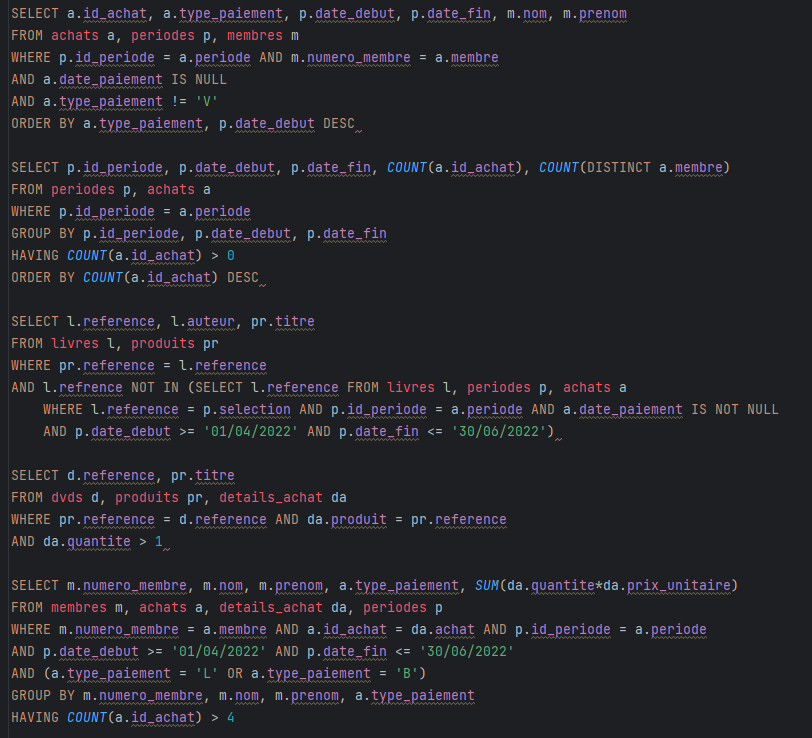 SELECT a.id_achat, a.type_paiement, p.date_debut, p.date_fin, m.nom, m.prenom
FROM achats a, periodes p, membres m
WHERE p.id_periode = a.periode AND m.numero_membre = a.membre
AND a.date_paiement IS NULL
AND a.type_paiement != 'V'
ORDER BY a.type_paiement, p.date_debut DESC
SELECT p.id_periode, p.date_debut, p.date_fin, COUNT(a.id_achat), COUNT(DISTINCT a.membre)
FROM periodes p, achats a
WHERE p.id_periode = a.periode
GROUP BY p.id_periode, p.date_debut, p.date_fin
HAVING COUNT(a.id_achat) > 0
ORDER BY COUNT(a.id_achat) DESC
SELECT l.reference, l.auteur, pr.titre
FROM livres l, produits pr
WHERE pr.reference = l.reference
AND l.refrence NOT IN (SELECT l.reference FROM livres l, periodes p, achats a
WHERE l.reference = p.selection AND p.id_periode = a.periode AND a.date_paiement IS NOT NULL
AND p.date_debut >= '01/04/2022' AND p.date_fin <= '30/06/2022')
SELECT d.reference, pr.titre
FROM dvds d, produits pr, details_achat da
WHERE pr.reference = d.reference AND da.produit = pr.reference
AND da.quantite > 1
SELECT m.numero_membre, m.nom, m.prenom, a.type_paiement, SUM(da.quantite*da.prix_unitaire)
FROM membres m, achats a, details_achat da, periodes p
WHERE m.numero_membre = a.membre AND a.id_achat = da.achat AND p.id_periode = a.periode
AND p.date_debut >= '01/04/2022' AND p.date_fin <= '30/06/2022'
AND (a.type_paiement = 'L' OR a.type_paiement = 'B')
GROUP BY m.numero_membre, m.nom, m.prenom, a.type_paiement
HAVING COUNT(a.id_achat) > 4